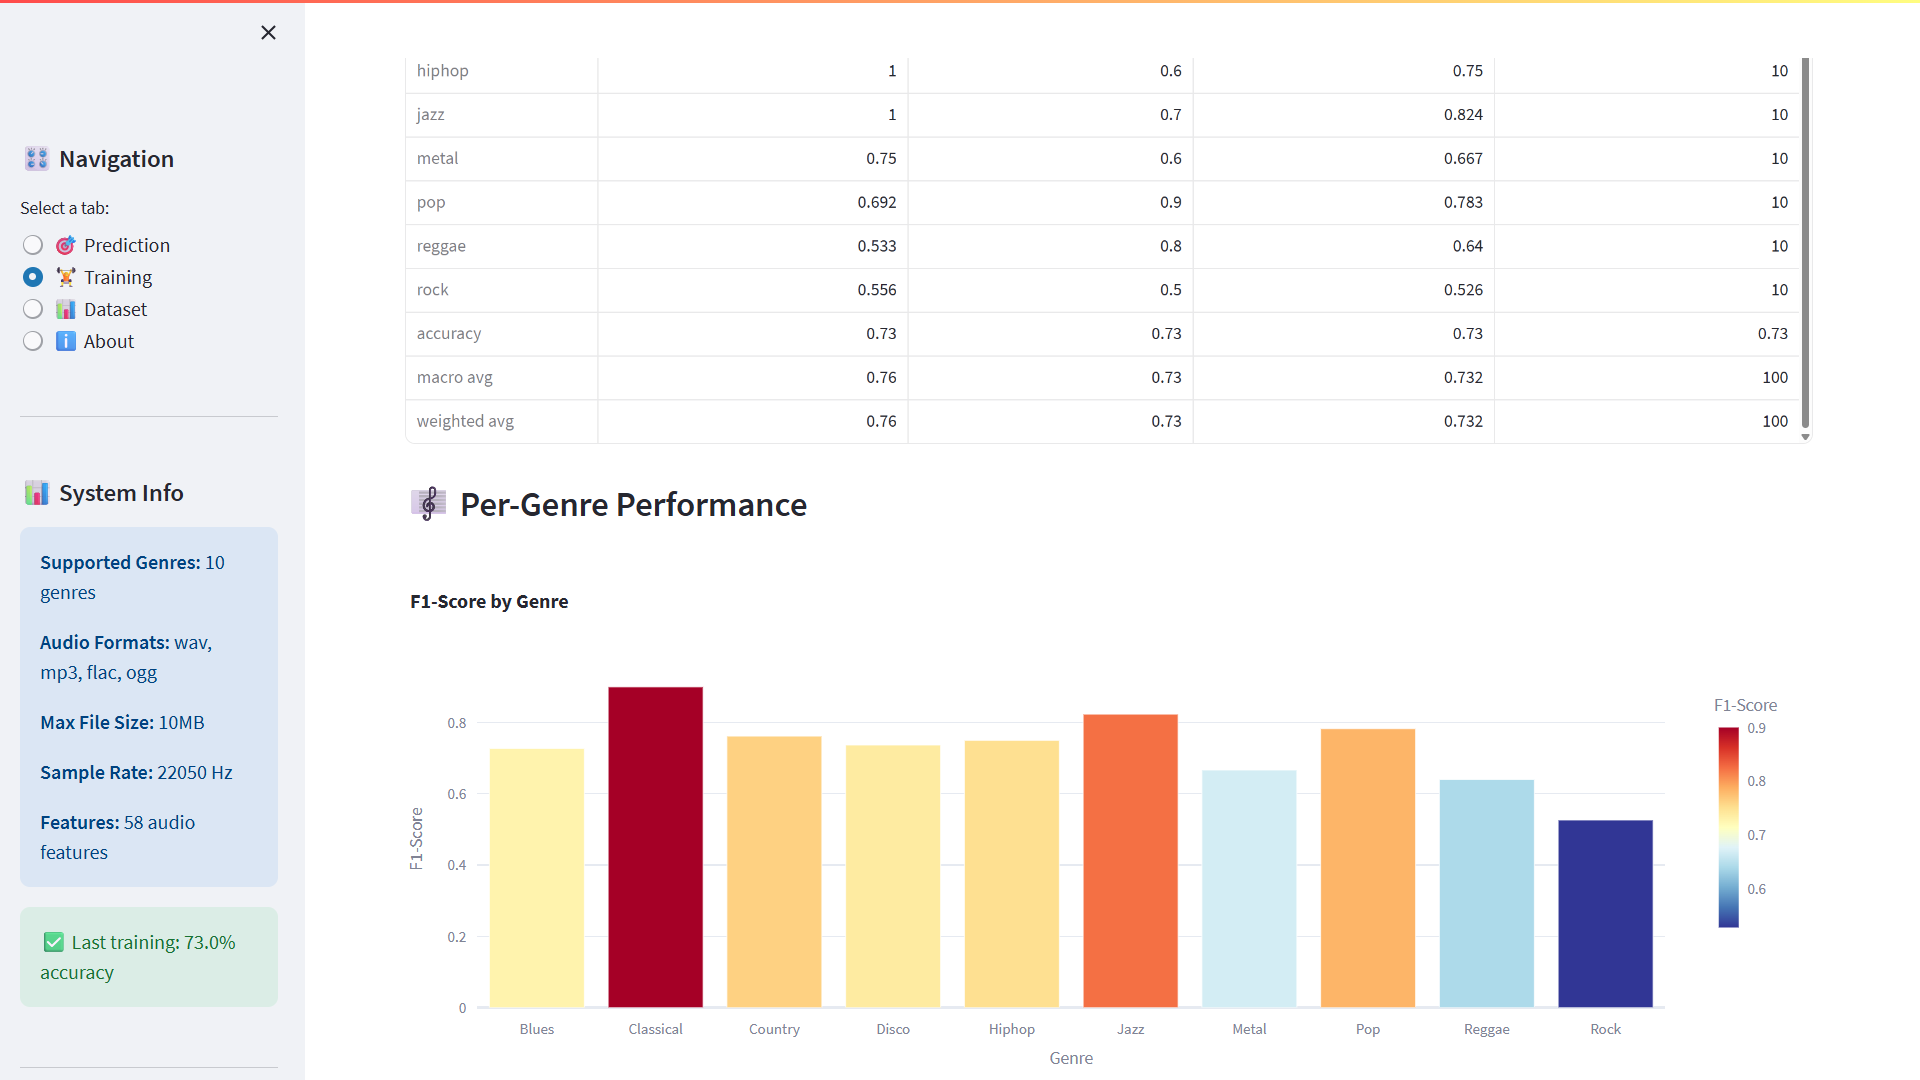 Navigation
Select a tab:
Prediction
Training
Dataset
About
System Info
Supported Genres: 10
genres
Audio Formats: wav,
mp3, flac, ogg
Max File Size: 10MB
Sample Rate: 22050 Hz
Features: 58 audio
features
Last training: 73.0%
accuracy
hiphop 1 0.6 0.75 10
jazz 1 0.7 0.824 10
metal 0.75 0.6 0.667 10
pop 0.692 0.9 0.783 10
reggae 0.533 0.8 0.64 10
rock 0.556 0.5 0.526 10
accuracy 0.73 0.73 0.73 0.73
macro avg 0.76 0.73 0.732 100
weighted avg 0.76 0.73 0.732 100
Per-Genre Performance
F1-Score by Genre
F1-Score
0.8
0.6
0.4
0.2
0
Blues Classical Country Disco Hiphop Jazz Metal Pop Reggae Rock
Genre
F1-Score
0.9
0.8
0.7
0.6